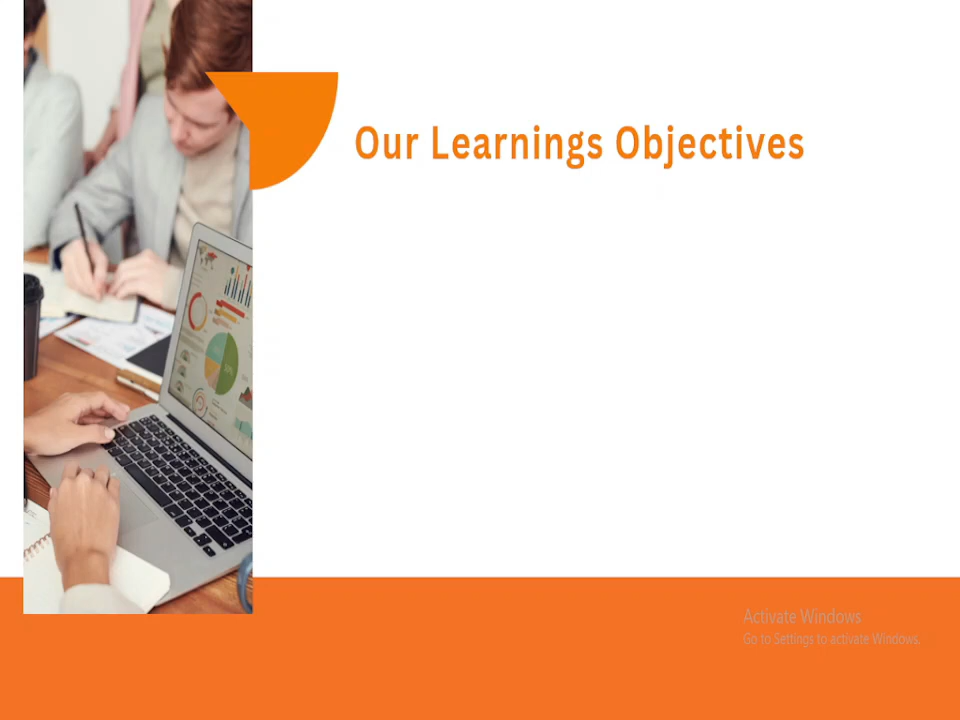 Our Learnings Objectives
Activate Windows
Go to Settings to activate Windows.